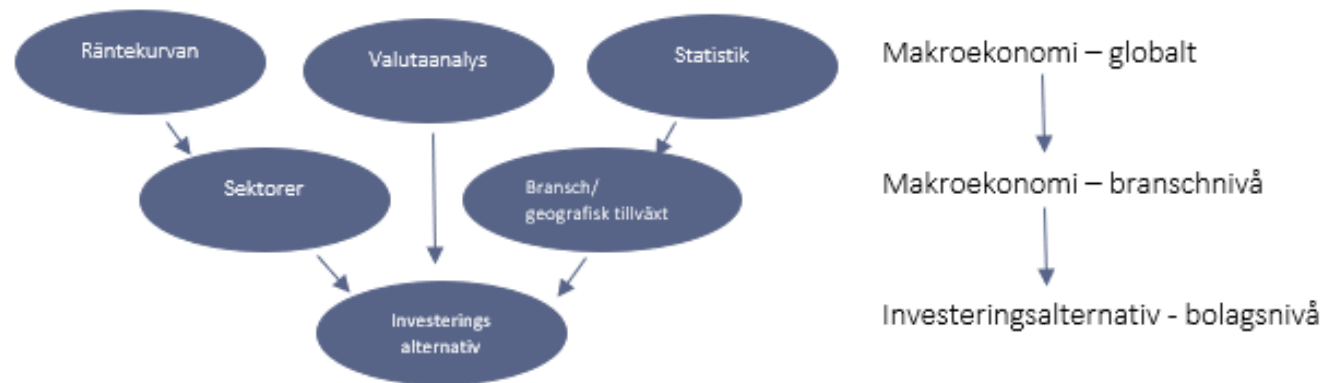 Räntekurvan
Valutaanalys
Statistik
Makroekonomi – globalt
Sektorer
Bransch/
geografisk tillväxt
Makroekonomi – branschnivå
Investerings
alternativ
Investeringsalternativ - bolagsnivå